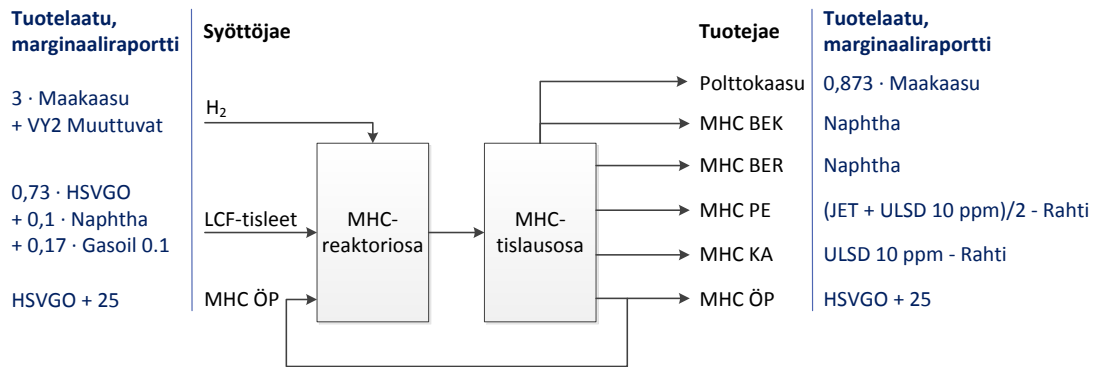 Tuotelaatu,
marginaaliraportti
Syöttöjae
Tuotejae
Tuotelaatu,
marginaaliraportti
3 · Maakaasu
+ VY2 Muuttuvat
H₂
Polttokaasu
0,873 · Maakaasu
MHC BEK
Naphtha
MHC BER
Naphtha
0,73 · HSVGO
+ 0,1 · Naphtha
+ 0,17 · Gasoil 0.1
LCF-tisleet
MHC-
reaktoriosa
MHC-
tislausosa
MHC PE
(JET + ULSD 10 ppm)/2 - Rahti
MHC KA
ULSD 10 ppm - Rahti
HSVGO + 25
MHC ÖP
MHC ÖP
HSVGO + 25